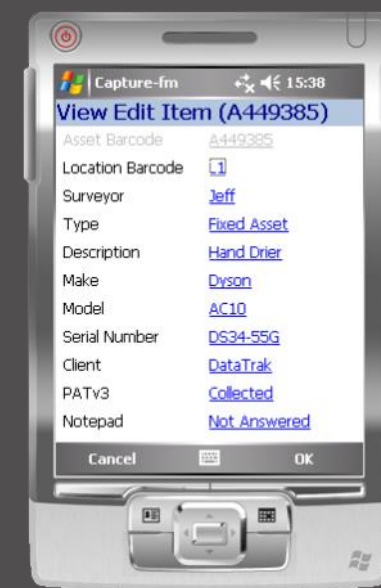 Capture-fm 15:38
View Edit Item (A449385)
Asset Barcode A449385
Location Barcode L1
Surveyor Jeff
Type Fixed Asset
Description Hand Drier
Make Dyson
Model AC10
Serial Number DS34-55G
Client DataTrak
PATv3 Collected
Notepad Not Answered
Cancel OK